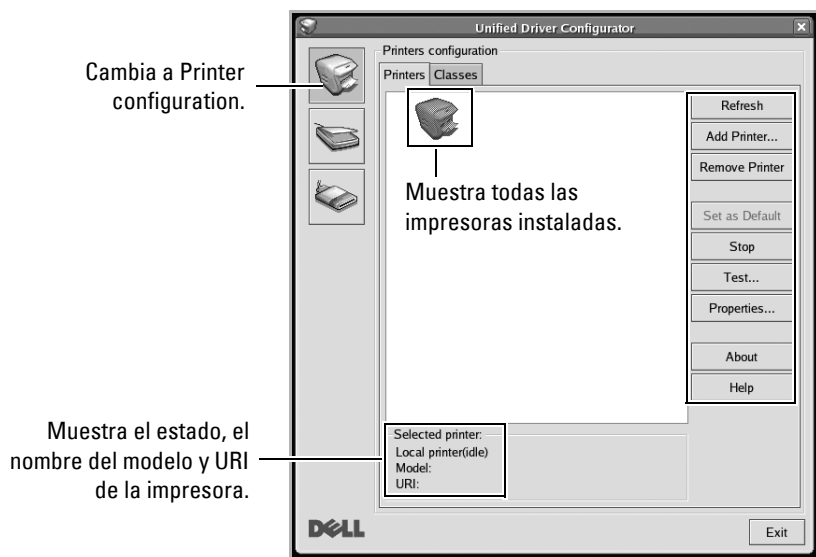 Unified Driver Configurator
Cambia a Printer
configuration.
Printers configuration
Printers Classes
Muestra todas las
impresoras instaladas.
Refresh
Add Printer...
Remove Printer
Set as Default
Stop
Test...
Properties...
About
Help
Muestra el estado, el
nombre del modelo y URI
de la impresora.
Selected printer:
Local printer(idle)
Model:
URI:
DELL
Exit